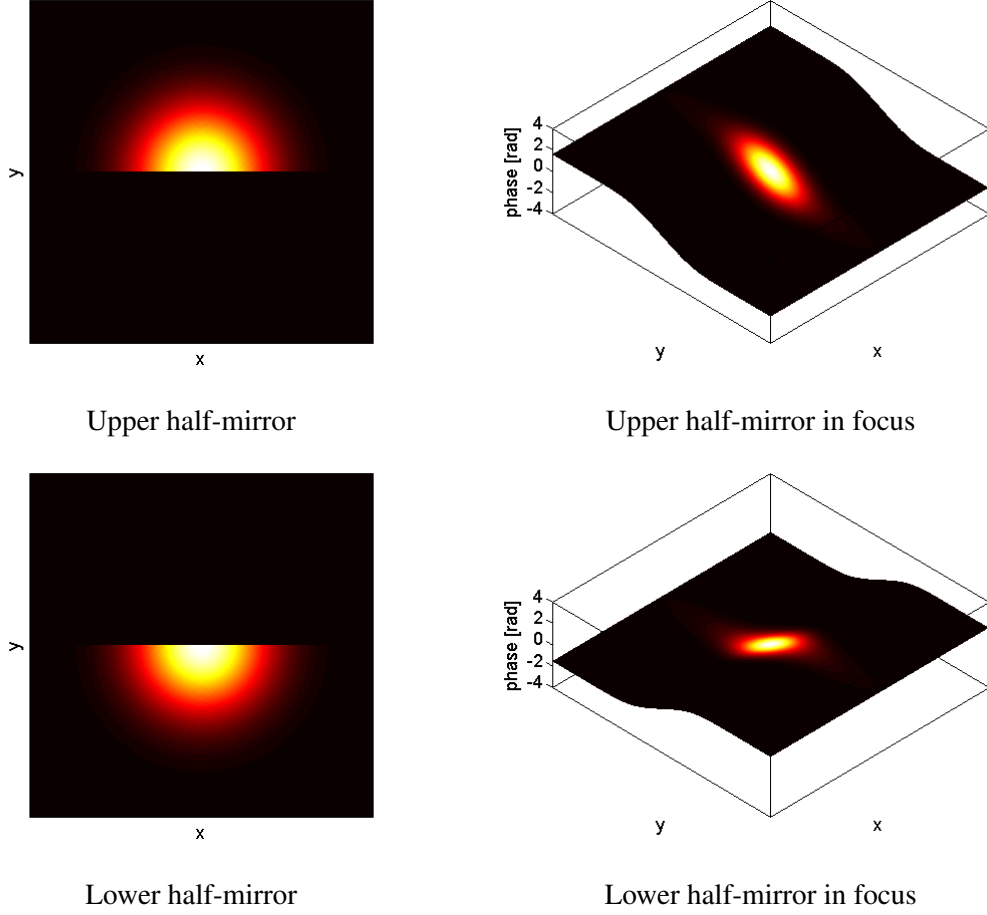 y
x
Upper half-mirror
phase [rad]
4
2
0
-2
-4
y
x
Upper half-mirror in focus
y
x
Lower half-mirror
phase [rad]
4
2
0
-2
-4
y
x
Lower half-mirror in focus